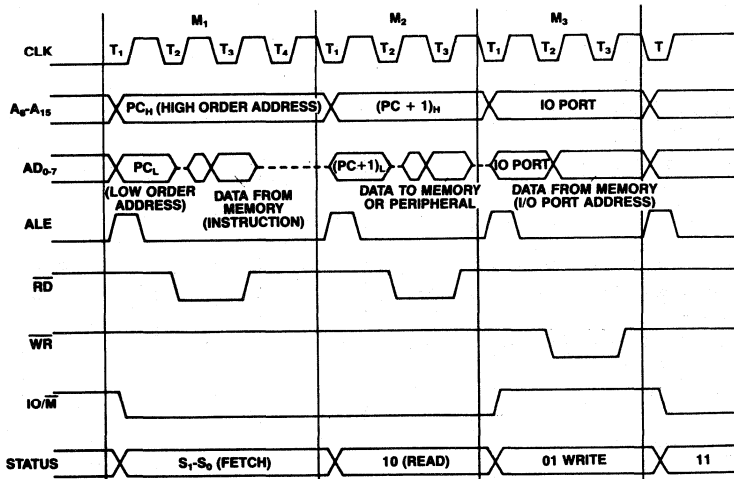 M1 M2 M3
CLK T1 T2 T3 T4 T1 T2 T3 T1 T2 T3 T
A8-A15 PCH (HIGH ORDER ADDRESS) (PC + 1)H IO PORT
AD0-7 PCL (PC+1)L IO PORT
(LOW ORDER ADDRESS) DATA FROM MEMORY (INSTRUCTION) DATA TO MEMORY OR PERIPHERAL DATA FROM MEMORY (I/O PORT ADDRESS)
ALE
RD
WR
IO/M
STATUS S1-S0 (FETCH) 10 (READ) 01 WRITE 11